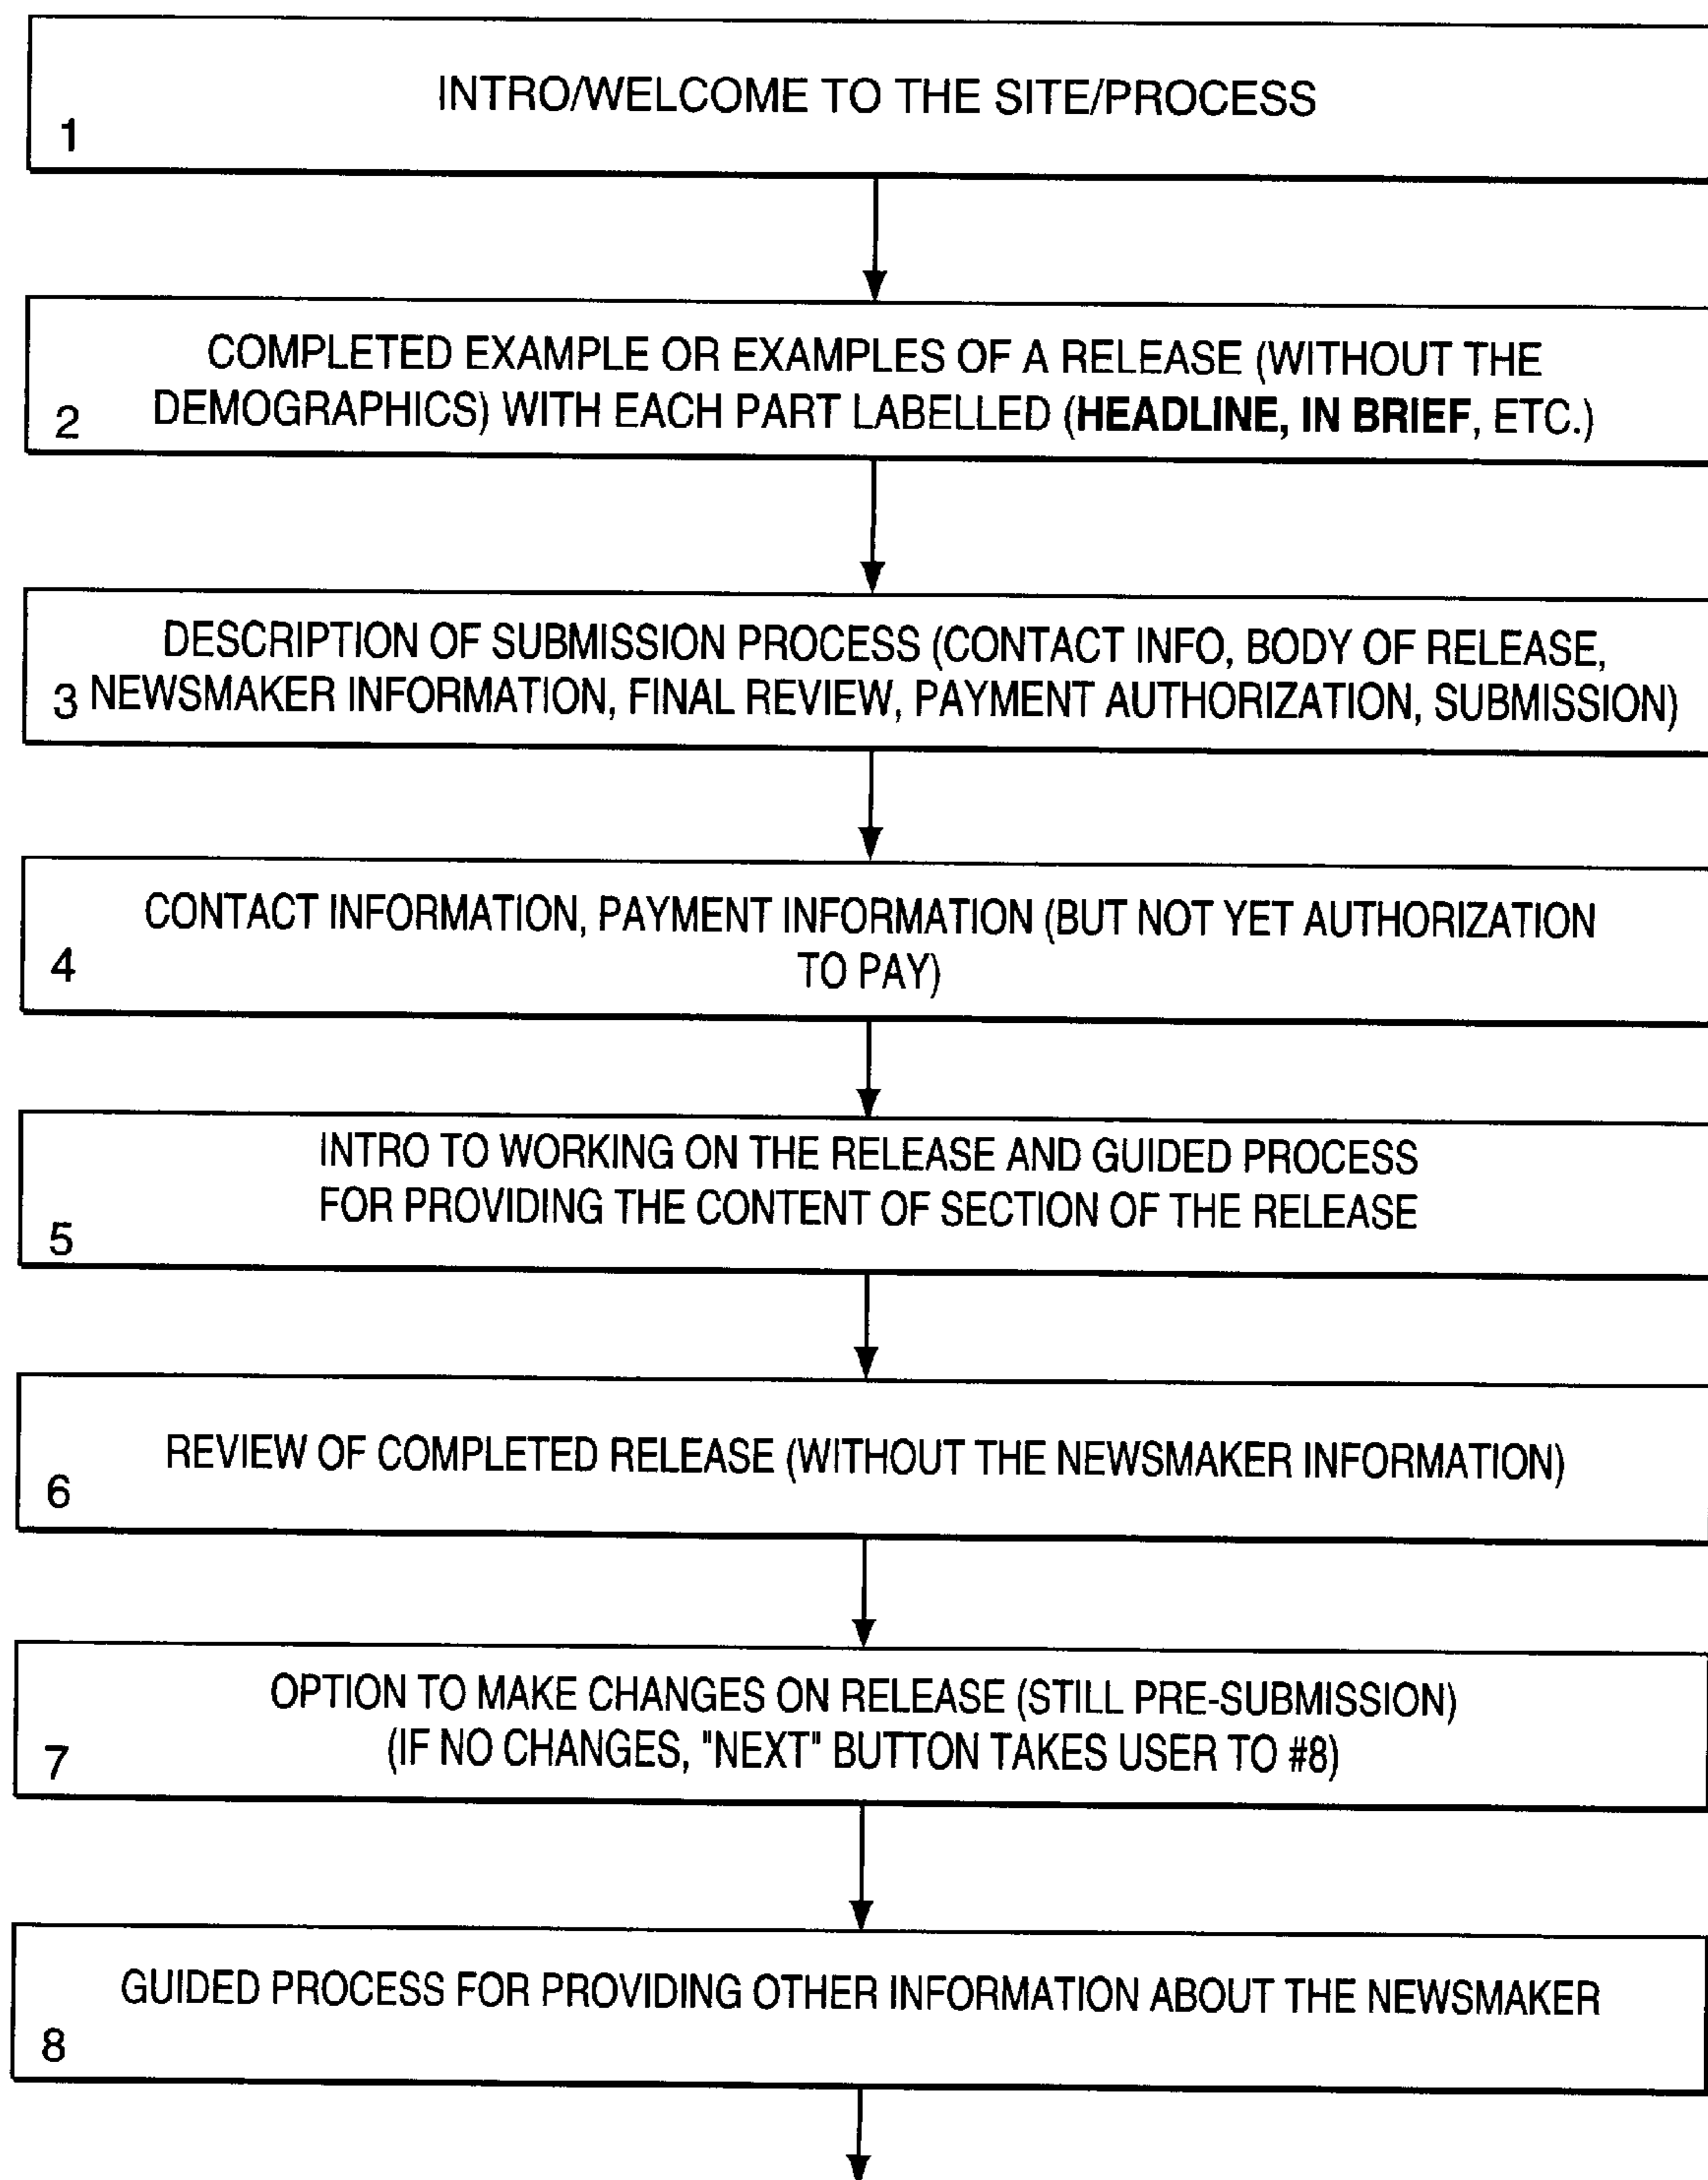 INTRO/WELCOME TO THE SITE/PROCESS
1
COMPLETED EXAMPLE OR EXAMPLES OF A RELEASE (WITHOUT THE
DEMOGRAPHICS) WITH EACH PART LABELLED (HEADLINE, IN BRIEF, ETC.)
2
DESCRIPTION OF SUBMISSION PROCESS (CONTACT INFO, BODY OF RELEASE,
3 NEWSMAKER INFORMATION, FINAL REVIEW, PAYMENT AUTHORIZATION, SUBMISSION)
CONTACT INFORMATION, PAYMENT INFORMATION (BUT NOT YET AUTHORIZATION
4 TO PAY)
INTRO TO WORKING ON THE RELEASE AND GUIDED PROCESS
FOR PROVIDING THE CONTENT OF SECTION OF THE RELEASE
5
REVIEW OF COMPLETED RELEASE (WITHOUT THE NEWSMAKER INFORMATION)
6
OPTION TO MAKE CHANGES ON RELEASE (STILL PRE-SUBMISSION)
(IF NO CHANGES, "NEXT" BUTTON TAKES USER TO #8)
7
GUIDED PROCESS FOR PROVIDING OTHER INFORMATION ABOUT THE NEWSMAKER
8